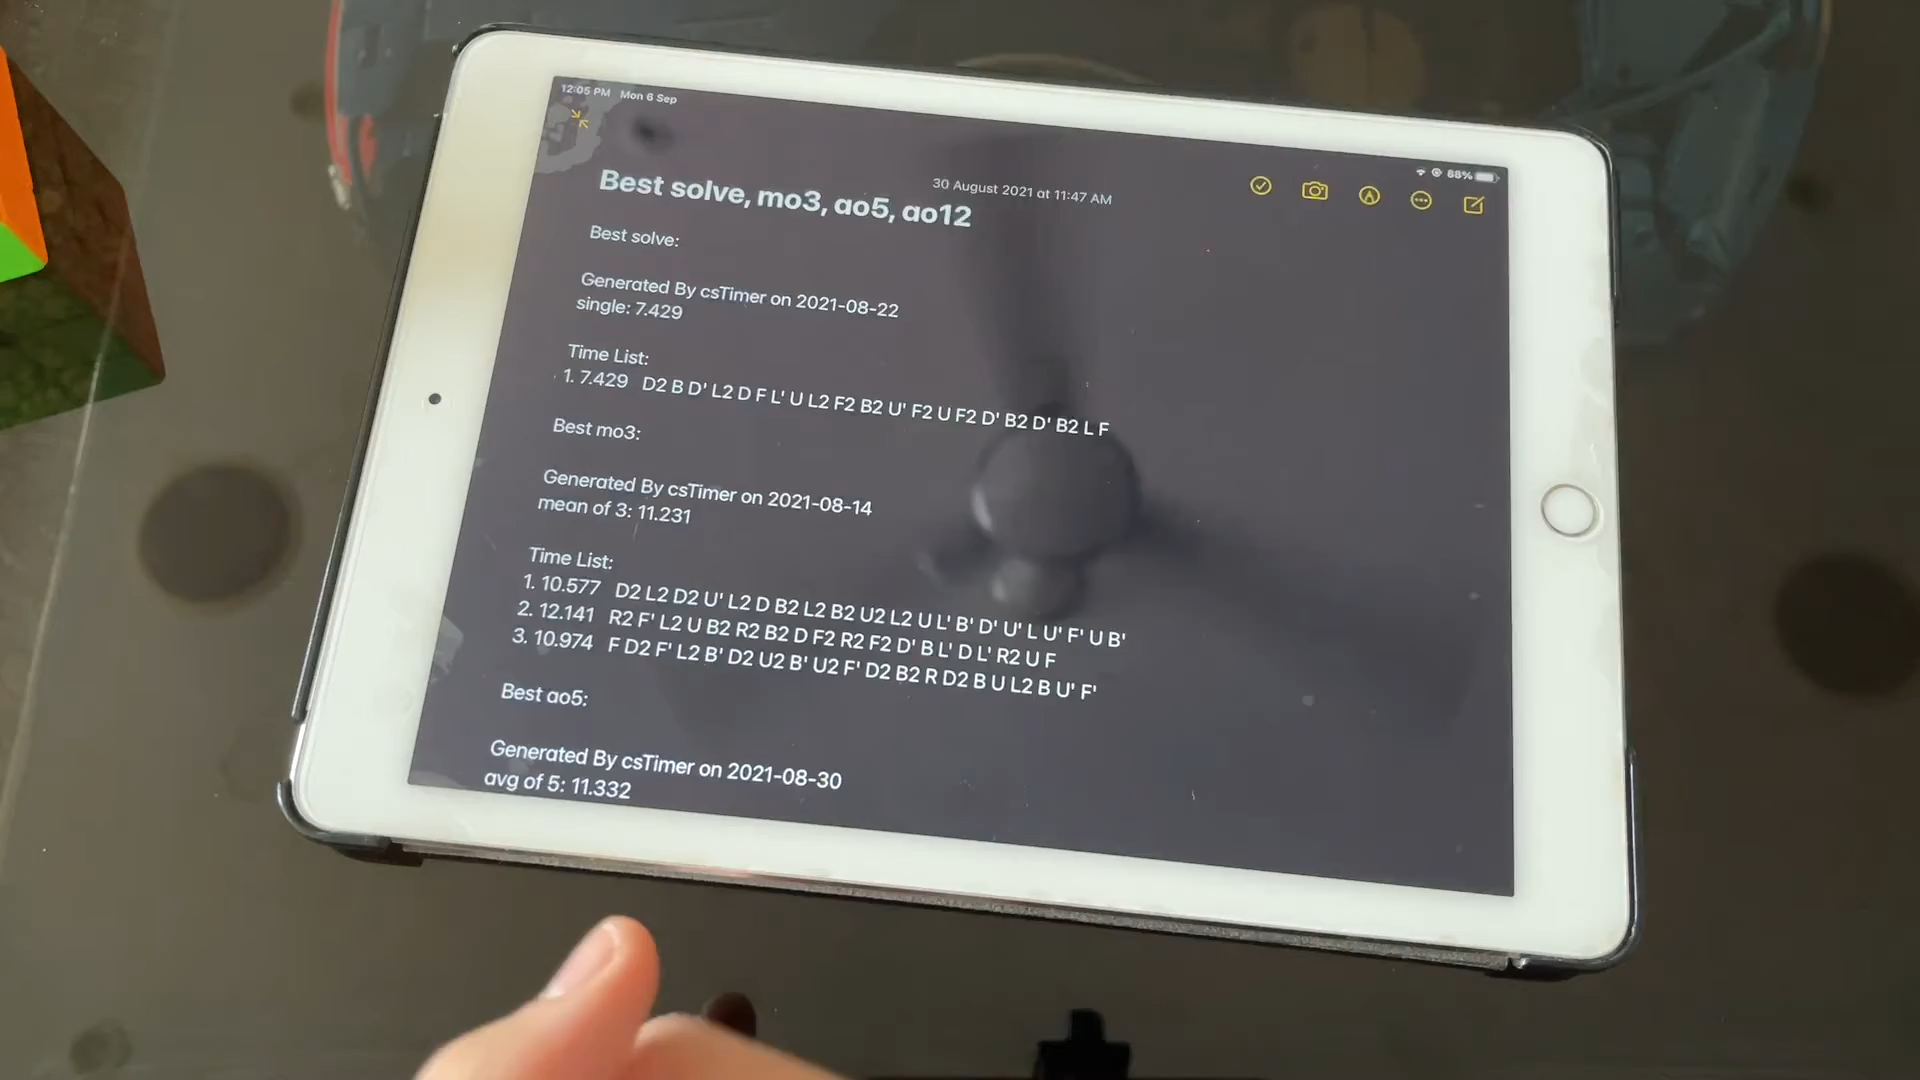 12:05 PM Mon 6 Sep
88%
30 August 2021 at 11:47 AM
Best solve, mo3, ao5, ao12
Best solve:
Generated By csTimer on 2021-08-22
single: 7.429
Time List:
1. 7.429 D2 B D' L2 D F L' U L2 F2 B2 U' F2 U F2 D' B2 D' B2 L F
Best mo3:
Generated By csTimer on 2021-08-14
mean of 3: 11.231
Time List:
1. 10.577 D2 L2 D2 U' L2 D B2 L2 B2 U2 L2 U L' B' D' U' L U' F' U B'
2. 12.141 R2 F' L2 U B2 R2 B2 D F2 R2 F2 D' B L' D L' R2 U F
3. 10.974 F D2 F' L2 B' D2 U2 B' U2 F' D2 B2 R D2 B U L2 B U' F'
Best ao5:
Generated By csTimer on 2021-08-30
avg of 5: 11.332